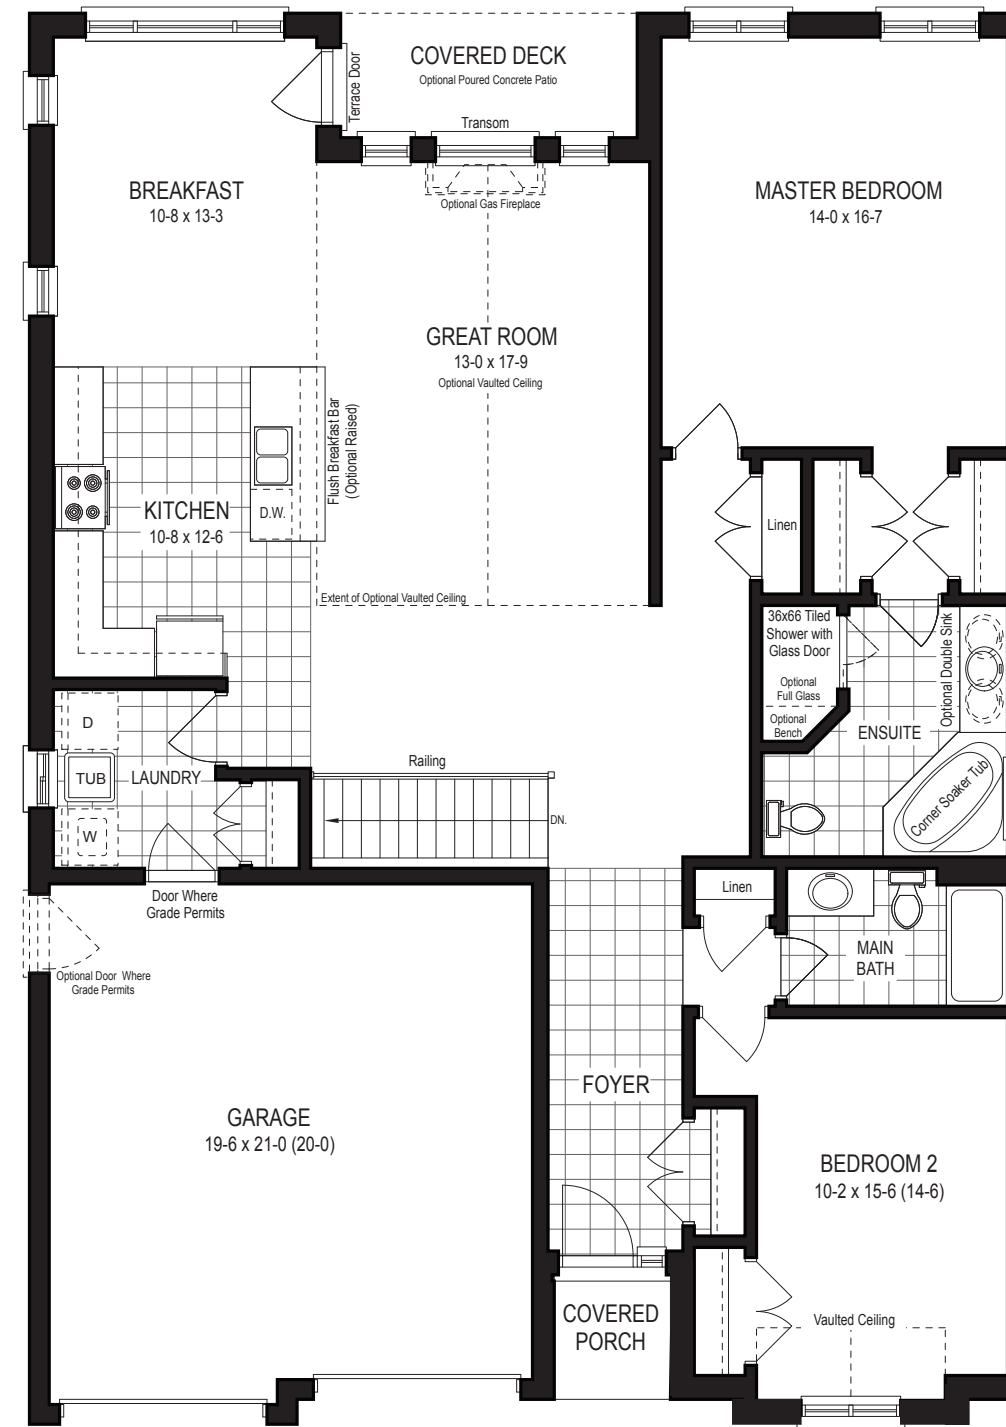 COVERED DECK
Optional Poured Concrete Patio
Terrace Door
Transom
Optional Gas Fireplace
BREAKFAST
10-8 x 13-3
MASTER BEDROOM
14-0 x 16-7
GREAT ROOM
13-0 x 17-9
Optional Vaulted Ceiling
Flush Breakfast Bar
(Optional Raised)
KITCHEN
10-8 x 12-6
D.W.
Linen
Extent of Optional Vaulted Ceiling
36x66 Tiled
Shower with
Glass Door
Optional
Full Glass
Optional
Bench
Optional Double Sink
ENSUITE
Corner Soaker Tub
D
TUB
LAUNDRY
W
Railing
DN.
Door Where
Grade Permits
Linen
MAIN
BATH
Optional Door Where
Grade Permits
FOYER
GARAGE
19-6 x 21-0 (20-0)
BEDROOM 2
10-2 x 15-6 (14-6)
COVERED
PORCH
Vaulted Ceiling